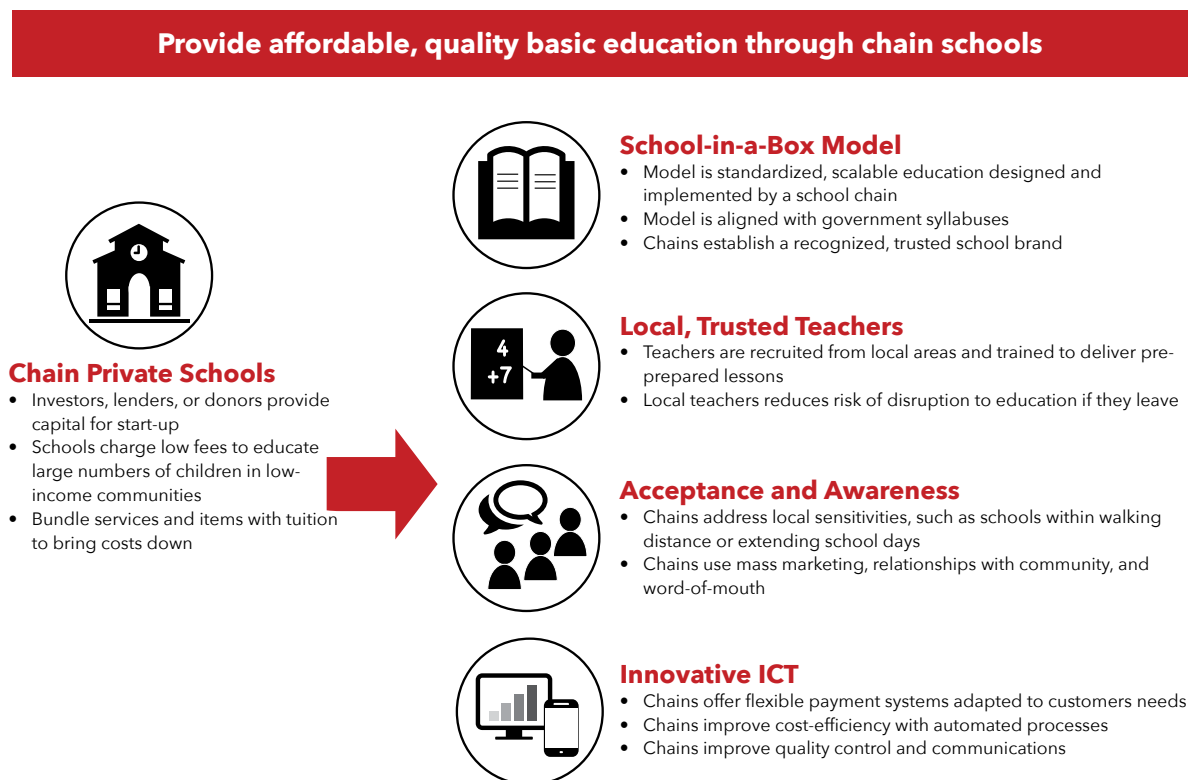 Provide affordable, quality basic education through chain schools
Chain Private Schools
• Investors, lenders, or donors provide
capital for start-up
• Schools charge low fees to educate
large numbers of children in low-
income communities
• Bundle services and items with tuition
to bring costs down
School-in-a-Box Model
• Model is standardized, scalable education designed and
implemented by a school chain
• Model is aligned with government syllabuses
• Chains establish a recognized, trusted school brand
4
+7
Local, Trusted Teachers
• Teachers are recruited from local areas and trained to deliver pre-
prepared lessons
• Local teachers reduces risk of disruption to education if they leave
Acceptance and Awareness
• Chains address local sensitivities, such as schools within walking
distance or extending school days
• Chains use mass marketing, relationships with community, and
word-of-mouth
Innovative ICT
• Chains offer flexible payment systems adapted to customers needs
• Chains improve cost-efficiency with automated processes
• Chains improve quality control and communications